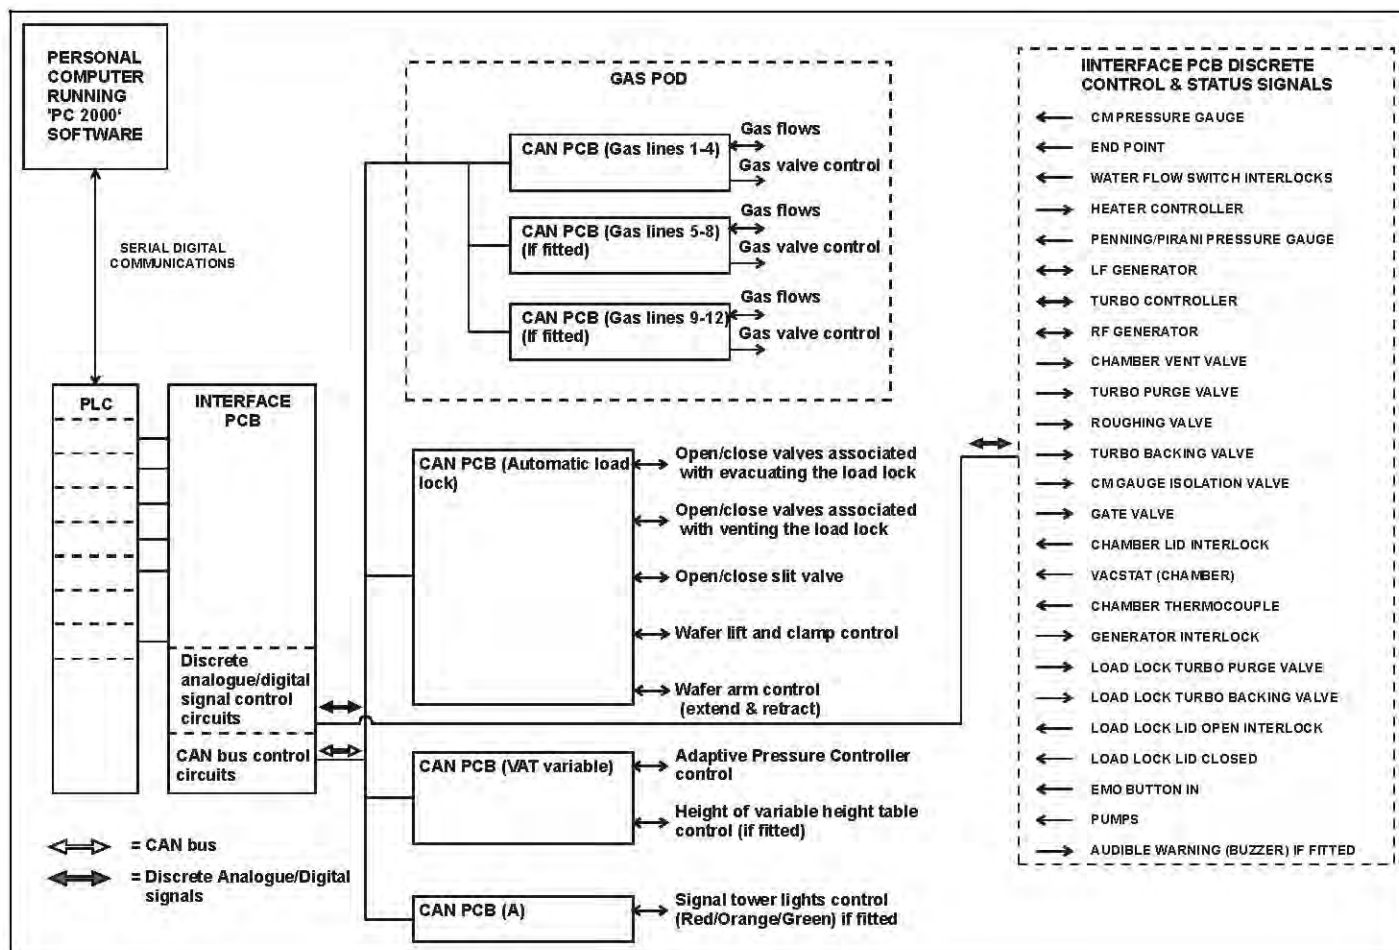 PERSONAL
COMPUTER
RUNNING
'PC 2000'
SOFTWARE
SERIAL DIGITAL
COMMUNICATIONS
PLC
INTERFACE
PCB
Discrete
analogue/digital
signal control
circuits
CAN bus control
circuits
= CAN bus
= Discrete Analogue/Digital
signals
GAS POD
CAN PCB (Gas lines 1-4)
Gas flows
Gas valve control
CAN PCB (Gas lines 5-8)
(If fitted)
Gas flows
Gas valve control
CAN PCB (Gas lines 9-12)
(If fitted)
Gas flows
Gas valve control
CAN PCB (Automatic load
lock)
Open/close valves associated
with evacuating the load lock
Open/close valves associated
with venting the load lock
Open/close slit valve
Wafer lift and clamp control
Wafer arm control
(extend & retract)
CAN PCB (VAT variable)
Adaptive Pressure Controller
control
Height of variable height table
control (if fitted)
CAN PCB (A)
Signal tower lights control
(Red/Orange/Green) if fitted
IINTERFACE PCB DISCRETE
CONTROL & STATUS SIGNALS
CM PRESSURE GAUGE
END POINT
WATER FLOW SWITCH INTERLOCKS
HEATER CONTROLLER
PENNING/PIRANI PRESSURE GAUGE
LF GENERATOR
TURBO CONTROLLER
RF GENERATOR
CHAMBER VENT VALVE
TURBO PURGE VALVE
ROUGHING VALVE
TURBO BACKING VALVE
CM GAUGE ISOLATION VALVE
GATE VALVE
CHAMBER LID INTERLOCK
VACSTAT (CHAMBER)
CHAMBER THERMOCOUPLE
GENERATOR INTERLOCK
LOAD LOCK TURBO PURGE VALVE
LOAD LOCK TURBO BACKING VALVE
LOAD LOCK LID OPEN INTERLOCK
LOAD LOCK LID CLOSED
EMO BUTTON IN
PUMPS
AUDIBLE WARNING (BUZZER) IF FITTED